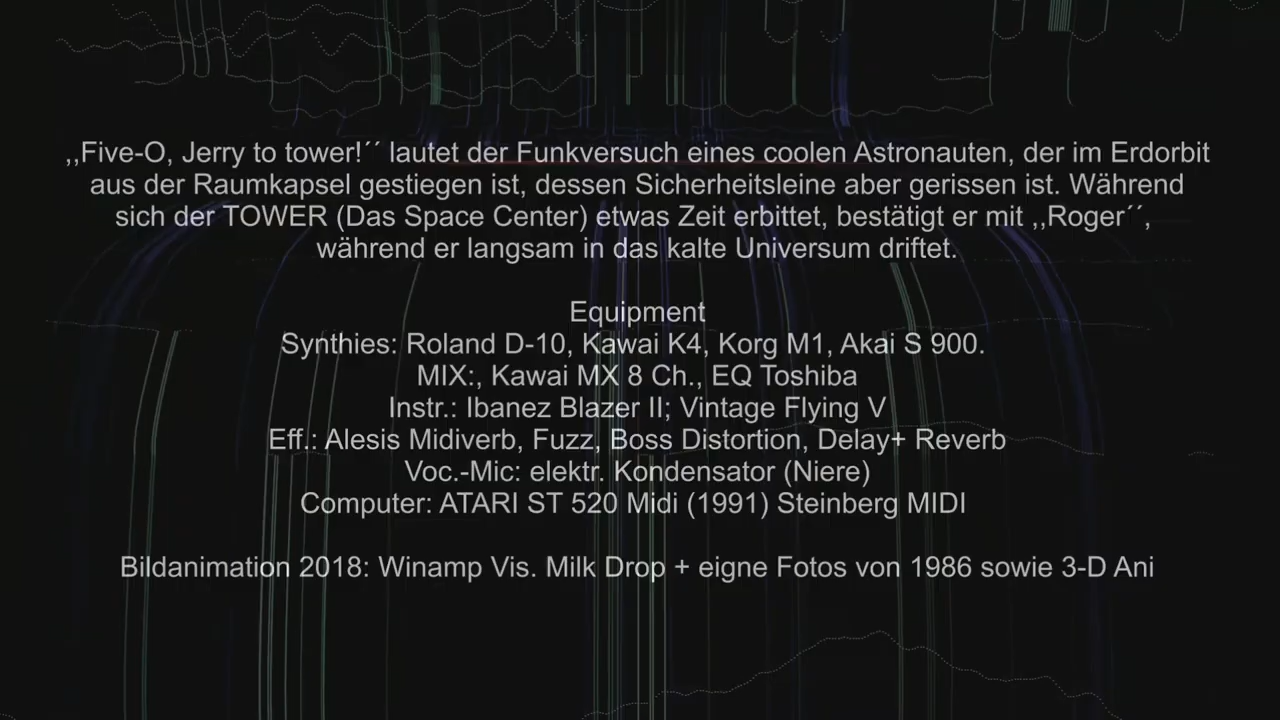 ,,Five-O, Jerry to tower!´´ lautet der Funkversuch eines coolen Astronauten, der im Erdorbit
aus der Raumkapsel gestiegen ist, dessen Sicherheitsleine aber gerissen ist. Während
sich der TOWER (Das Space Center) etwas Zeit erbittet, bestätigt er mit ,,Roger´´,
während er langsam in das kalte Universum driftet.
Equipment
Synthies: Roland D-10, Kawai K4, Korg M1, Akai S 900.
MIX:, Kawai MX 8 Ch., EQ Toshiba
Instr.: Ibanez Blazer II; Vintage Flying V
Eff.: Alesis Midiverb, Fuzz, Boss Distortion, Delay+ Reverb
Voc.-Mic: elektr. Kondensator (Niere)
Computer: ATARI ST 520 Midi (1991) Steinberg MIDI
Bildanimation 2018: Winamp Vis. Milk Drop + eigne Fotos von 1986 sowie 3-D Ani